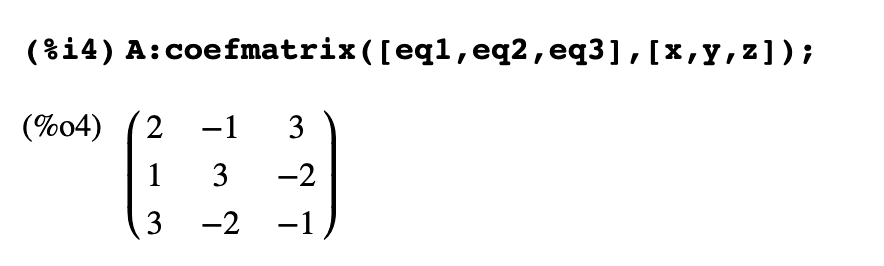 (%i4) A:coefmatrix([eq1,eq2,eq3],[x,y,z]);
(%o4)
2 −1 3
1 3 −2
3 −2 −1